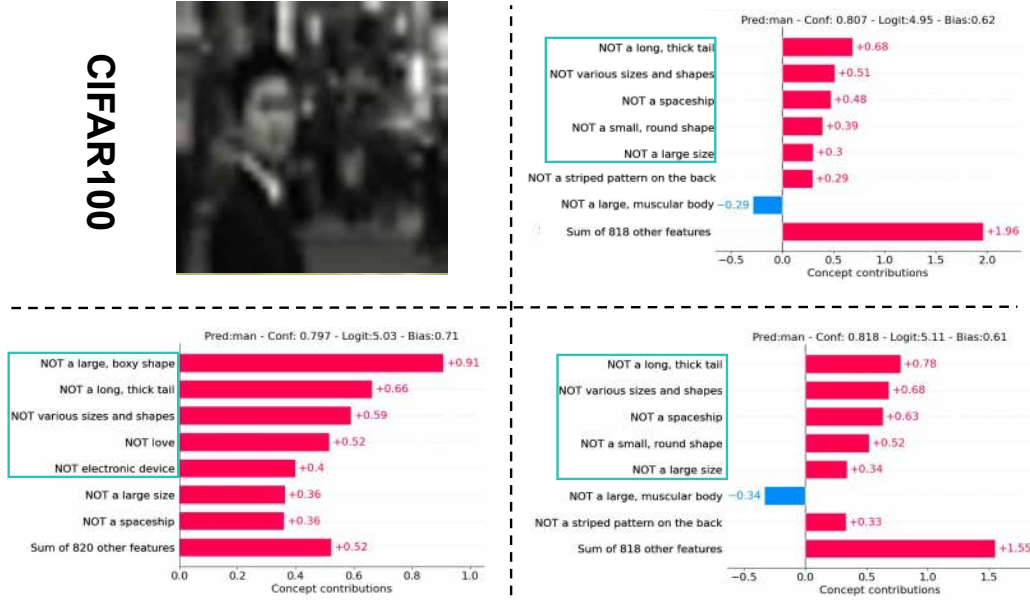 CIFAR100
Pred:man - Conf: 0.807 - Logit:4.95 - Bias:0.62
NOT a long, thick tail +0.68
NOT various sizes and shapes +0.51
NOT a spaceship +0.48
NOT a small, round shape +0.39
NOT a large size +0.3
NOT a striped pattern on the back +0.29
NOT a large, muscular body −0.29
Sum of 818 other features +1.96
−0.5 0.0 0.5 1.0 1.5 2.0
Concept contributions
Pred:man - Conf: 0.797 - Logit:5.03 - Bias:0.71
NOT a large, boxy shape +0.91
NOT a long, thick tail +0.66
NOT various sizes and shapes +0.59
NOT love +0.52
NOT electronic device +0.4
NOT a large size +0.36
NOT a spaceship +0.36
Sum of 820 other features +0.52
0.0 0.2 0.4 0.6 0.8 1.0
Concept contributions
Pred:man - Conf: 0.818 - Logit:5.11 - Bias:0.61
NOT a long, thick tail +0.78
NOT various sizes and shapes +0.68
NOT a spaceship +0.63
NOT a small, round shape +0.52
NOT a large size +0.34
NOT a large, muscular body −0.34
NOT a striped pattern on the back +0.33
Sum of 818 other features +1.55
−0.5 0.0 0.5 1.0 1.5
Concept contributions